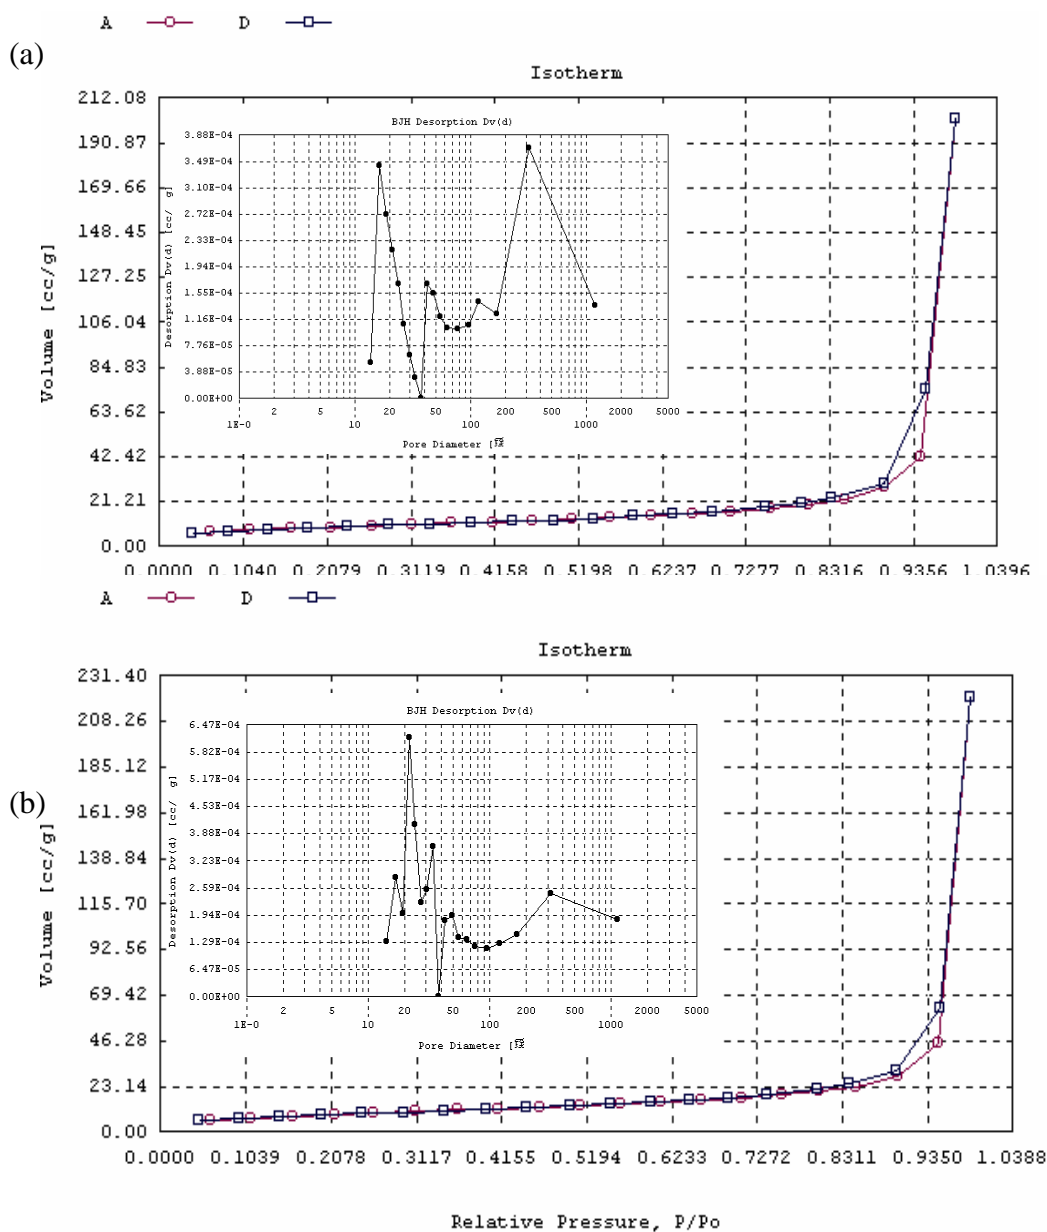 A D
(a)
Isotherm
212.08
190.87
169.66
148.45
127.25
106.04
84.83
63.62
42.42
21.21
0.00
Volume [cc/g]
BJH Desorption Dv(d)
3.88E-04
3.49E-04
3.10E-04
2.72E-04
2.33E-04
1.94E-04
1.55E-04
1.16E-04
7.76E-05
3.88E-05
0.00E+00
Desorption Dv(d) [cc/ g]
1E-0 2 5 10 20 50 100 200 500 1000 2000 5000
Pore Diameter [
0.0000 0.1040 0.2079 0.3119 0.4158 0.5198 0.6237 0.7277 0.8316 0.9356 1.0396
A D
(b)
Isotherm
231.40
208.26
185.12
161.98
138.84
115.70
92.56
69.42
46.28
23.14
0.00
Volume [cc/g]
BJH Desorption Dv(d)
6.47E-04
5.82E-04
5.17E-04
4.53E-04
3.88E-04
3.23E-04
2.59E-04
1.94E-04
1.29E-04
6.47E-05
0.00E+00
Desorption Dv(d) [cc/ g]
1E-0 2 5 10 20 50 100 200 500 1000 2000 5000
Pore Diameter [
0.0000 0.1039 0.2078 0.3117 0.4155 0.5194 0.6233 0.7272 0.8311 0.9350 1.0388
Relative Pressure, P/Po